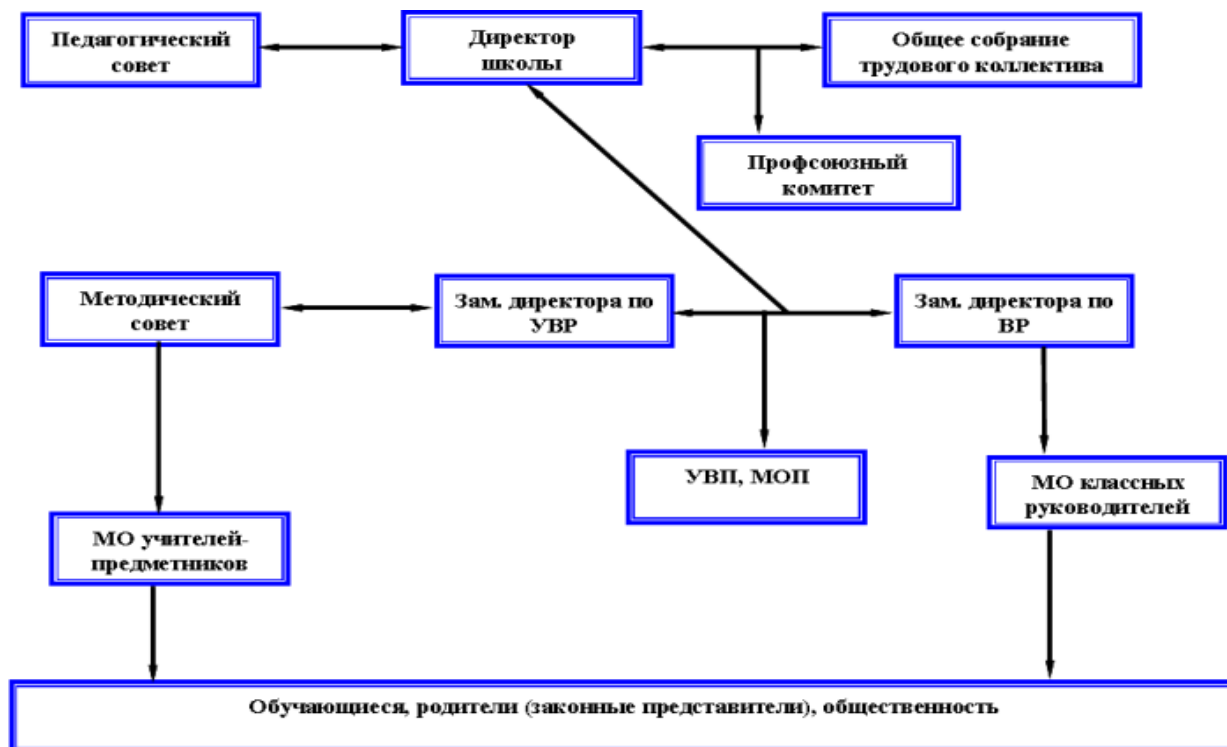 Педагогический
совет
Директор
школы
Общее собрание
трудового коллектива
Профсоюзный
комитет
Методический
совет
Зам. директора по
УВР
Зам. директора по
ВР
УВП, МОП
МО классных
руководителей
МО учителей-
предметников
Обучающиеся, родители (законные представители), общественность